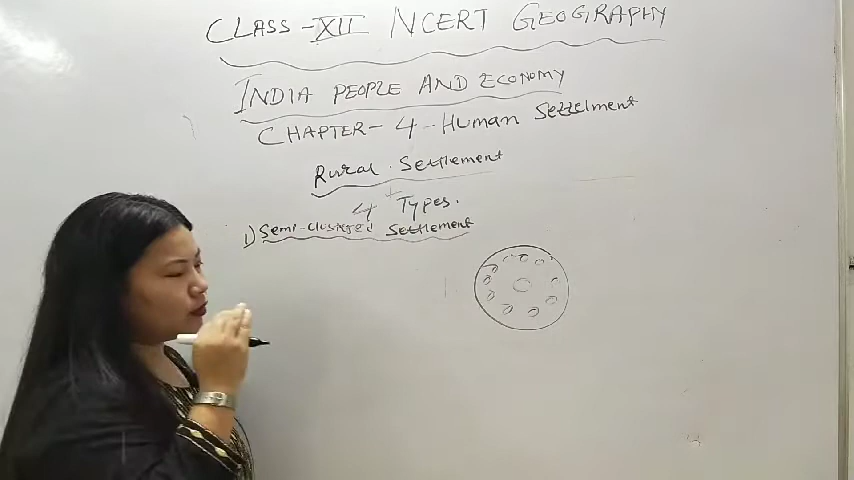 CLASS - XII NCERT GEOGRAPHY
INDIA PEOPLE AND ECONOMY
CHAPTER - 4 - Human Settelment
Rural Settlement
4 Types.
1) Semi-Clustered Settlement